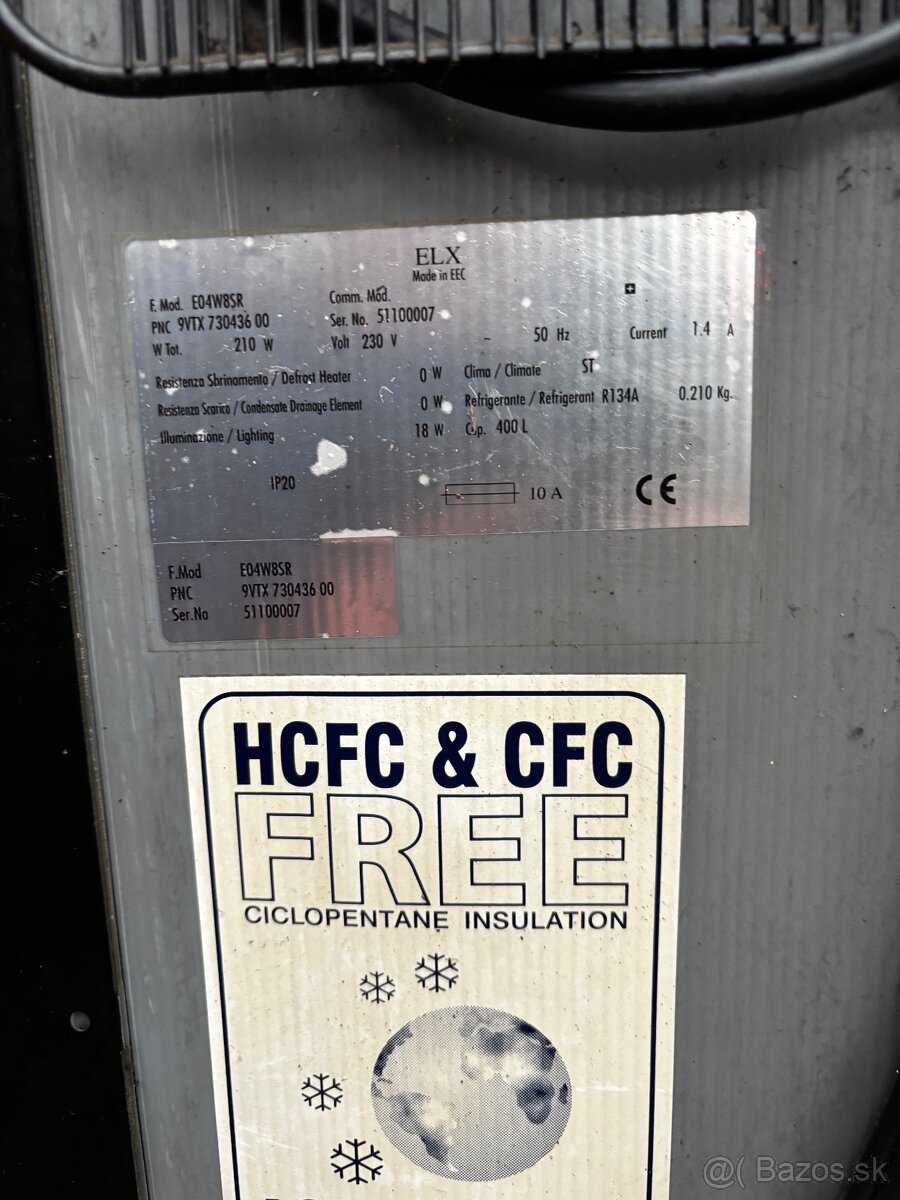 ELX
Made in EEC
F. Mod. E04W8SR Comm. Mod.
PNC 9VTX 730436 00 Ser. No. 51100007
W Tot. 210 W Volt 230 V ~ 50 Hz Current 1.4 A
Resistenza Sbrinamento / Defrost Heater 0 W Clima / Climate ST
Resistenza Scarico / Condensate Drainage Element 0 W Refrigerante / Refrigerant R134A 0.210 Kg.
Illuminazione / Lighting 18 W Cap. 400 L
IP20 10 A CE
F.Mod E04W8SR
PNC 9VTX 730436 00
Ser.No 51100007
HCFC & CFC
FREE
CICLOPENTANE INSULATION
@( Bazos.sk